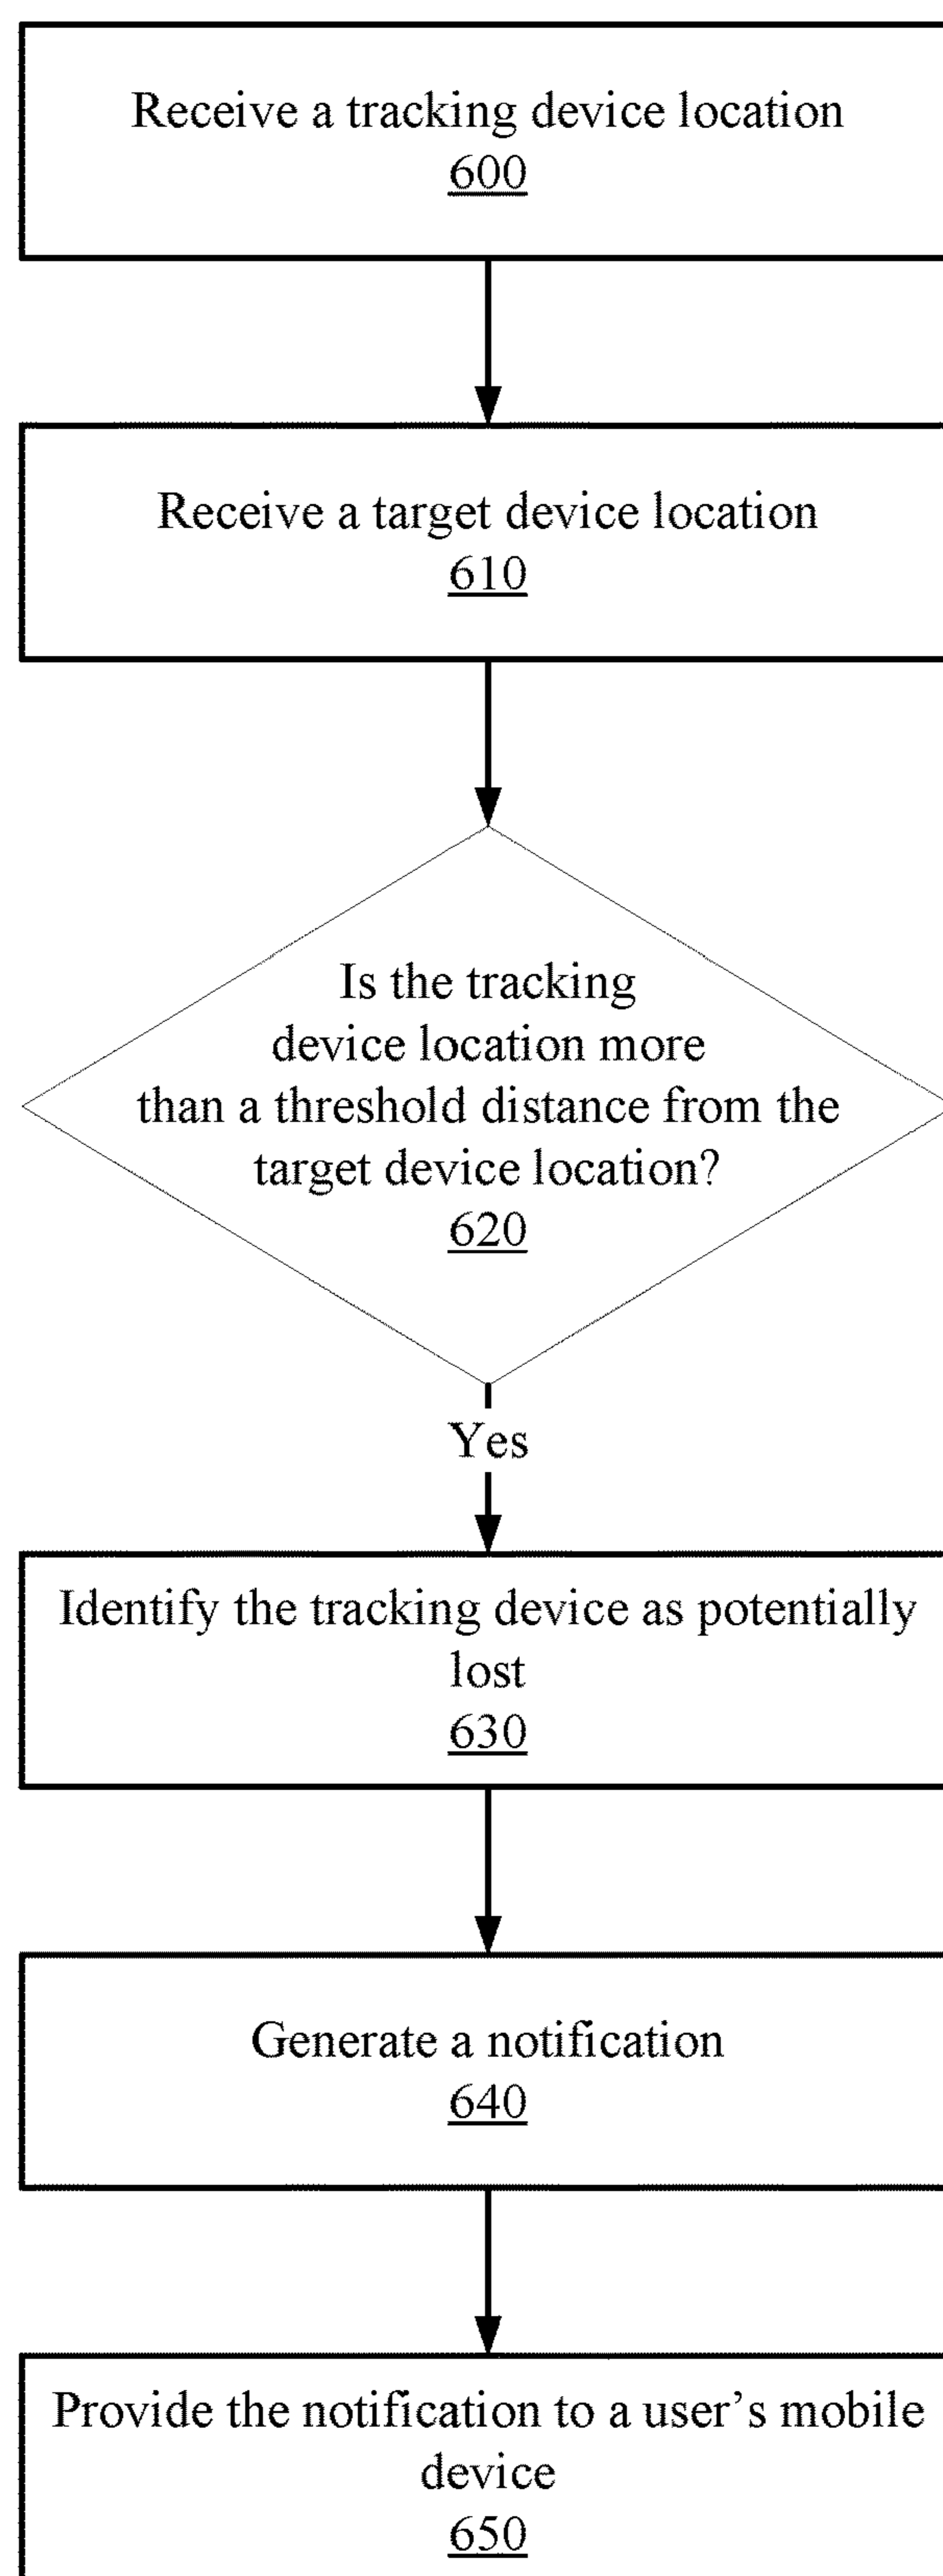 Receive a tracking device location
600
Receive a target device location
610
Is the tracking
device location more
than a threshold distance from the
target device location?
620
Yes
Identify the tracking device as potentially
lost
630
Generate a notification
640
Provide the notification to a user’s mobile
device
650